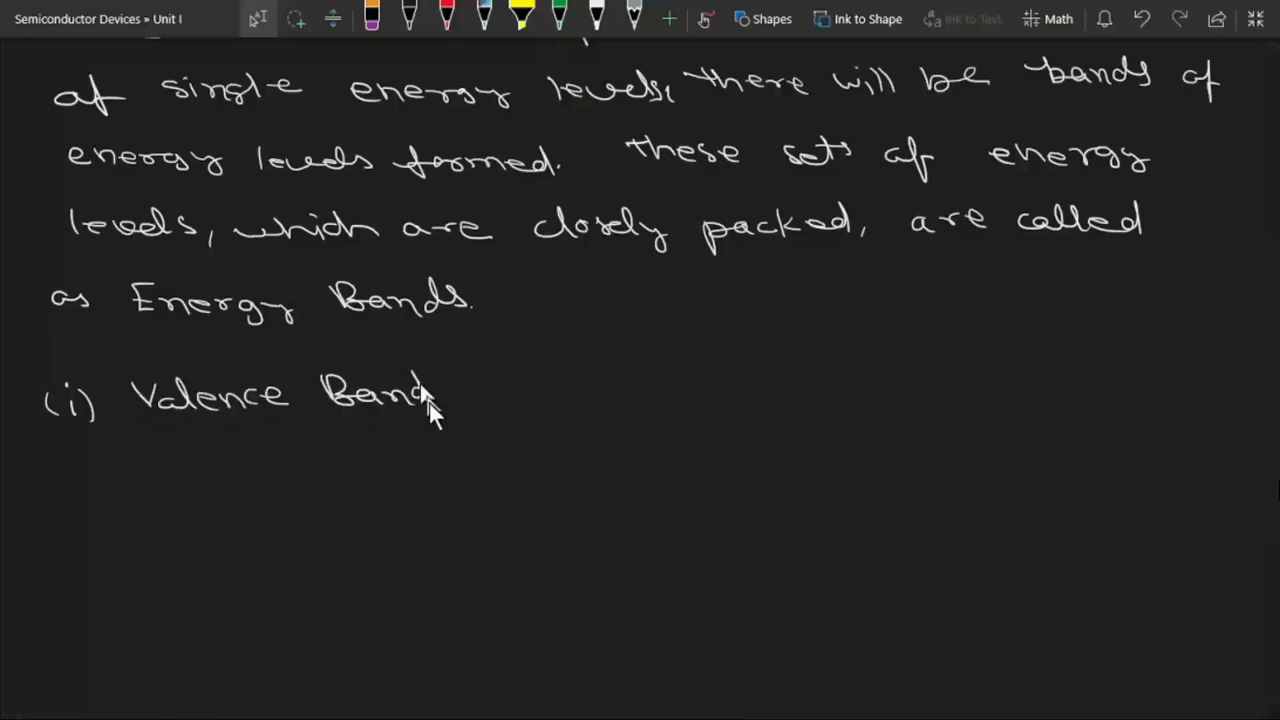 Semiconductor Devices » Unit I
Shapes
Ink to Shape
Ink to Text
Math
of single energy levels, there will be bands of
energy levels formed. These sets of energy
levels, which are closely packed, are called
as Energy Bands.
(i) Valence Band